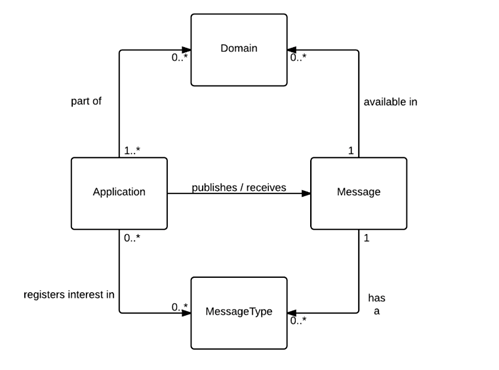 Domain
0..*
0..*
part of
available in
1..*
1
Application
publishes / receives
Message
0..*
1
registers interest in
0..*
MessageType
0..*
has
a